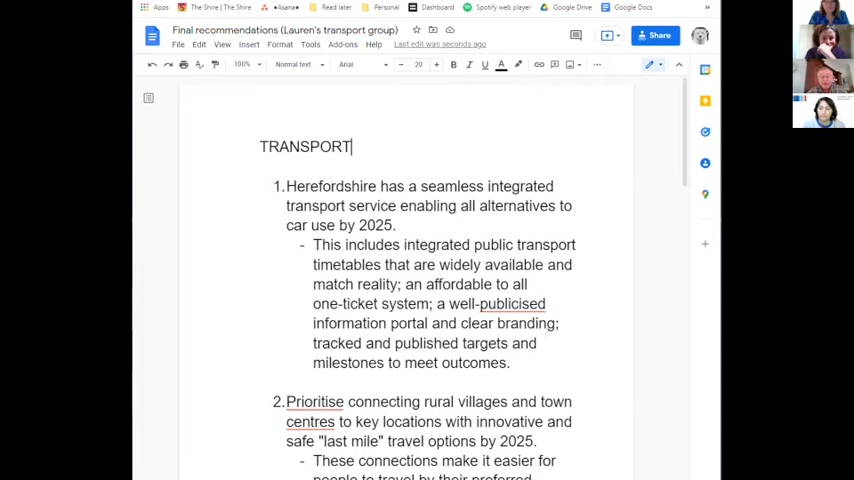 Apps The Shire | The Shire •Asana• Read later Personal Dashboard Spotify web player Google Drive Google Docs »
Final recommendations (Lauren's transport group)
File Edit View Insert Format Tools Add-ons Help Last edit was seconds ago
Share
100% Normal text Arial 20 B I U A
TRANSPORT
1. Herefordshire has a seamless integrated
transport service enabling all alternatives to
car use by 2025.
- This includes integrated public transport
timetables that are widely available and
match reality; an affordable to all
one-ticket system; a well-publicised
information portal and clear branding;
tracked and published targets and
milestones to meet outcomes.
2. Prioritise connecting rural villages and town
centres to key locations with innovative and
safe "last mile" travel options by 2025.
- These connections make it easier for
people to travel by their preferred